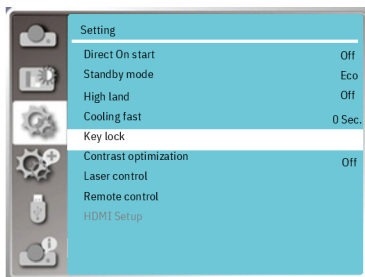 Setting
Direct On start Off
Standby mode Eco
High land Off
Cooling fast 0 Sec.
Key lock
Contrast optimization Off
Laser control
Remote control
HDMI Setup